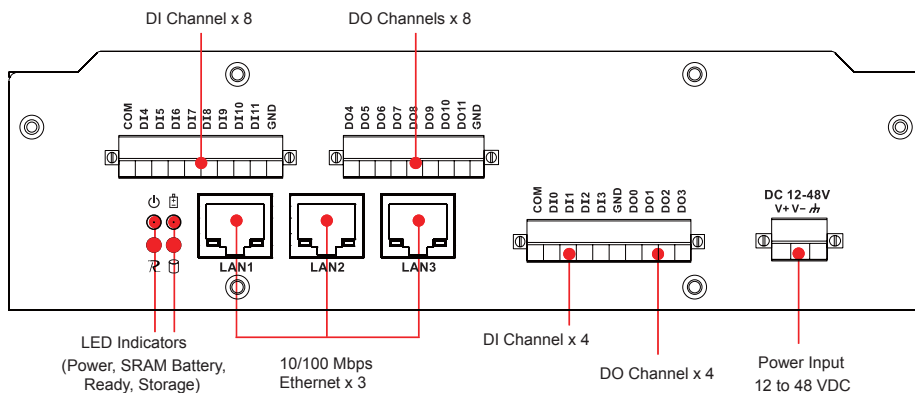 DI Channel x 8
DO Channels x 8
COM
DI4
DI5
DI6
DI7
DI8
DI9
DI10
DI11
GND
DO4
DO5
DO6
DO7
DO8
DO9
DO10
DO11
GND
COM
DI0
DI1
DI2
DI3
GND
DO0
DO1
DO2
DO3
DC 12-48V
V+ V−
LAN1
LAN2
LAN3
DI Channel x 4
DO Channel x 4
LED Indicators
(Power, SRAM Battery,
Ready, Storage)
10/100 Mbps
Ethernet x 3
Power Input
12 to 48 VDC